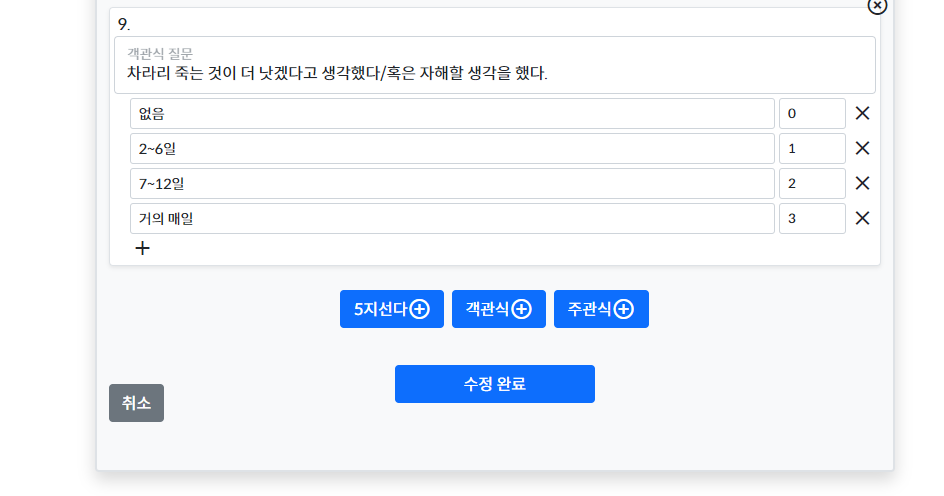 9.
객관식 질문
차라리 죽는 것이 더 낫겠다고 생각했다/혹은 자해할 생각을 했다.
없음 0
2~6일 1
7~12일 2
거의 매일 3
5지선다 객관식 주관식
수정 완료
취소